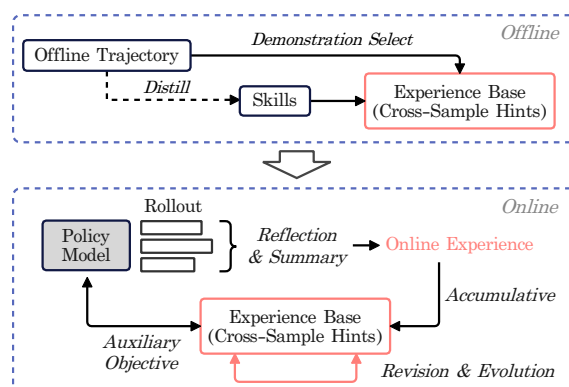 Offline
Demonstration Select
Offline Trajectory
Distill
Skills
Experience Base
(Cross-Sample Hints)
Online
Rollout
Policy
Model
Reflection
& Summary
Online Experience
Accumulative
Experience Base
(Cross-Sample Hints)
Auxiliary
Objective
Revision & Evolution